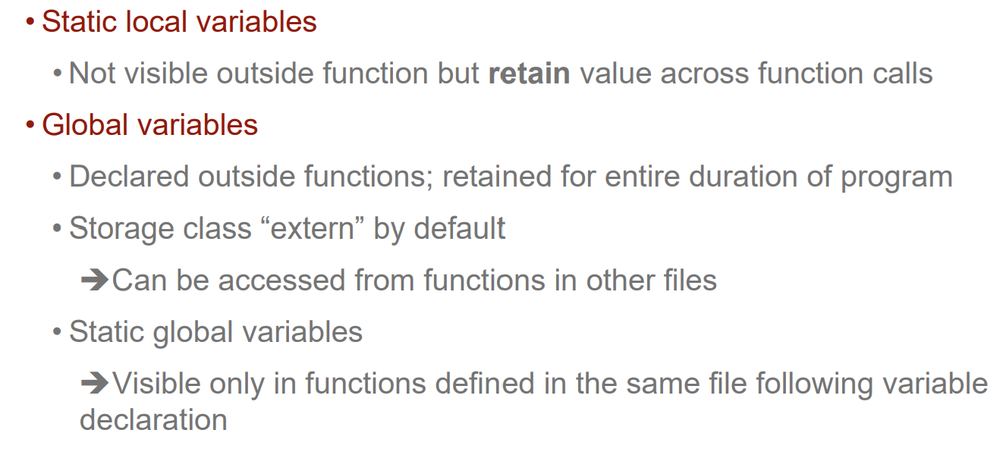 • Static local variables
• Not visible outside function but retain value across function calls
• Global variables
• Declared outside functions; retained for entire duration of program
• Storage class “extern” by default
➔Can be accessed from functions in other files
• Static global variables
➔Visible only in functions defined in the same file following variable
declaration